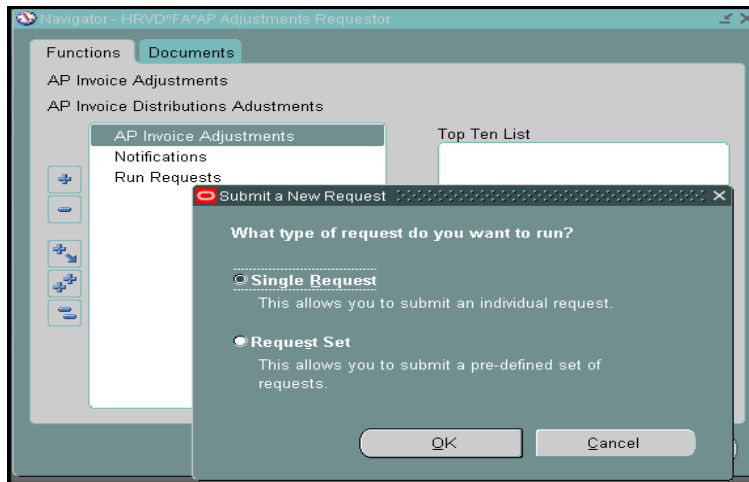 Navigator - HRVD^FA^AP Adjustments Requestor
Functions
Documents
AP Invoice Adjustments
AP Invoice Distributions Adustments
AP Invoice Adjustments
Notifications
Run Requests
Top Ten List
Submit a New Request
What type of request do you want to run?
Single Request
This allows you to submit an individual request.
Request Set
This allows you to submit a pre-defined set of
requests.
OK
Cancel